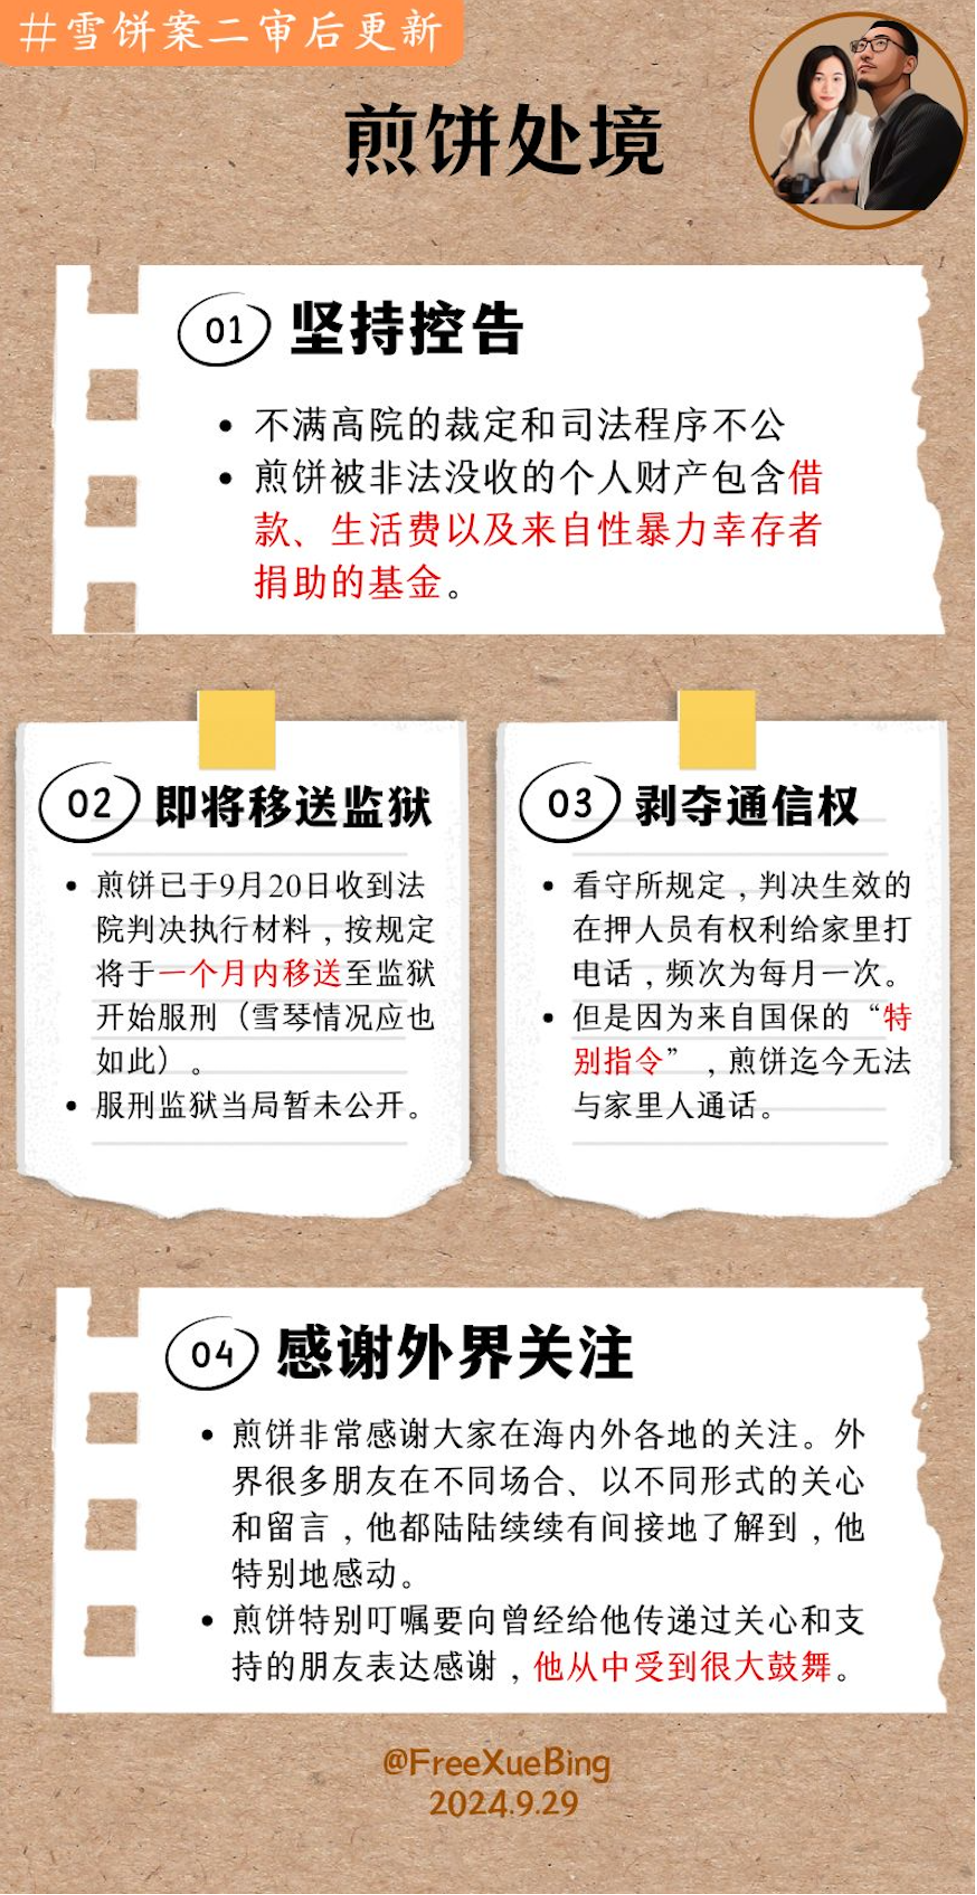 #雪饼案二审后更新
煎饼处境
01 坚持控告
• 不满高院的裁定和司法程序不公
• 煎饼被非法没收的个人财产包含借
款、生活费以及来自性暴力幸存者
捐助的基金。
02 即将移送监狱
• 煎饼已于9月20日收到法
院判决执行材料，按规定
将于一个月内移送至监狱
开始服刑（雪琴情况应也
如此）。
• 服刑监狱当局暂未公开。
03 剥夺通信权
• 看守所规定，判决生效的
在押人员有权利给家里打
电话，频次为每月一次。
• 但是因为来自国保的“特
别指令”，煎饼迄今无法
与家里人通话。
04 感谢外界关注
• 煎饼非常感谢大家在海内外各地的关注。外
界很多朋友在不同场合、以不同形式的关心
和留言，他都陆陆续续有间接地了解到，他
特别地感动。
• 煎饼特别叮嘱要向曾经给他传递过关心和支
持的朋友表达感谢，他从中受到很大鼓舞。
@FreeXueBing
2024.9.29